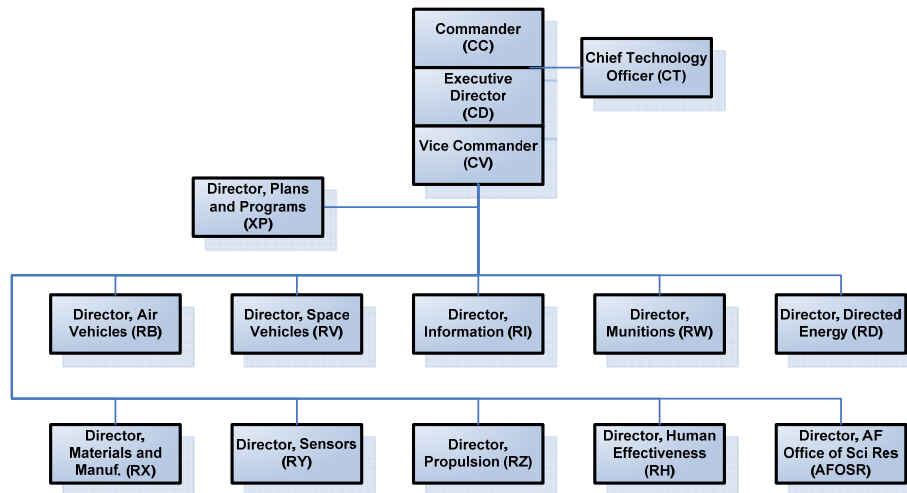 Commander
(CC)
Chief Technology
Officer (CT)
Executive
Director
(CD)
Vice Commander
(CV)
Director, Plans
and Programs
(XP)
Director, Air
Vehicles (RB)
Director, Space
Vehicles (RV)
Director,
Information (RI)
Director,
Munitions (RW)
Director, Directed
Energy (RD)
Director,
Materials and
Manuf. (RX)
Director, Sensors
(RY)
Director,
Propulsion (RZ)
Director, Human
Effectiveness
(RH)
Director, AF
Office of Sci Res
(AFOSR)